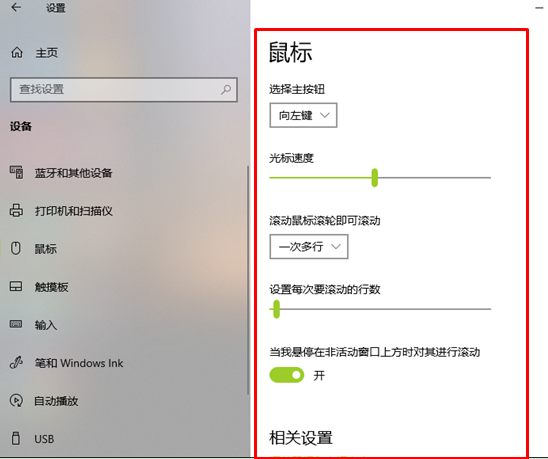 设置
主页
查找设置
设备
蓝牙和其他设备
打印机和扫描仪
鼠标
触摸板
输入
笔和 Windows Ink
自动播放
USB
鼠标
选择主按钮
向左键
光标速度
滚动鼠标滚轮即可滚动
一次多行
设置每次要滚动的行数
当我悬停在非活动窗口上方时对其进行滚动
开
相关设置